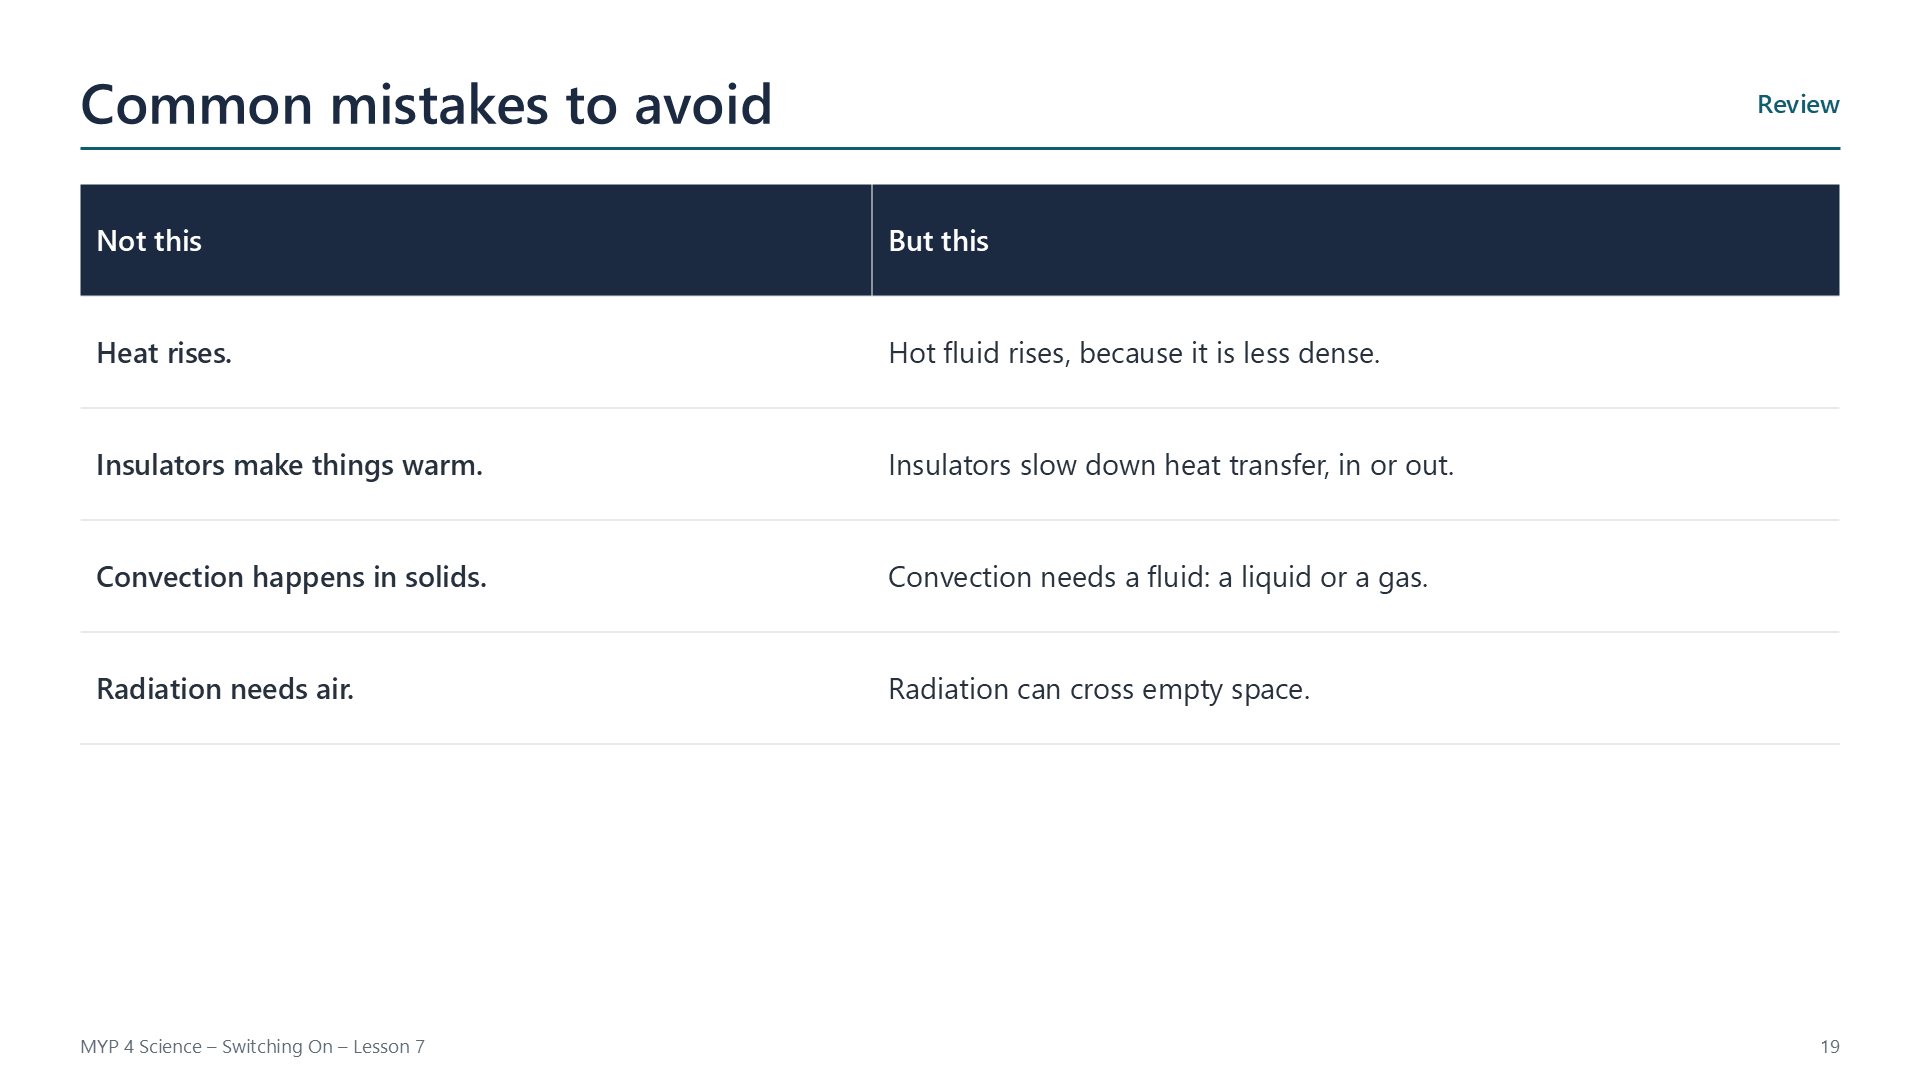 Common mistakes to avoid
Review
Not this
But this
Heat rises.
Hot fluid rises, because it is less dense.
Insulators make things warm.
Insulators slow down heat transfer, in or out.
Convection happens in solids.
Convection needs a fluid: a liquid or a gas.
Radiation needs air.
Radiation can cross empty space.
MYP 4 Science – Switching On – Lesson 7
19